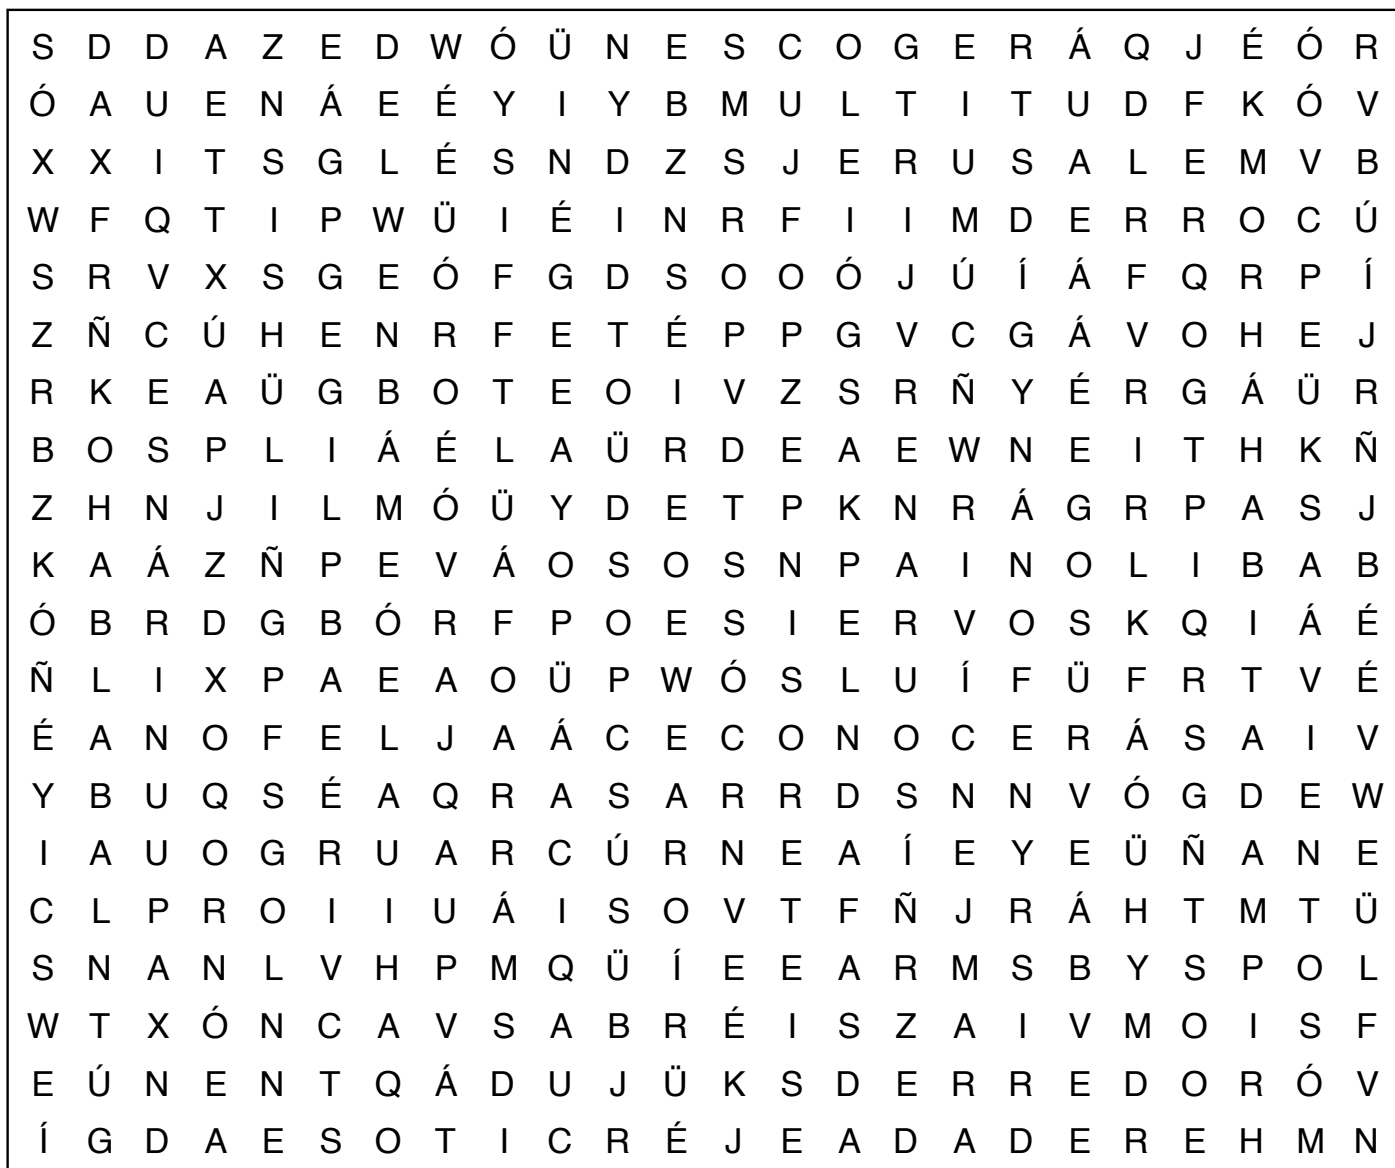 S D D A Z E D W Ó Ü N E S C O G E R Á Q J É Ó R
Ó A U E N Á E É Y I Y B M U L T I T U D F K Ó V
X X I T S G L É S N D Z S J E R U S A L E M V B
W F Q T I P W Ü I É I N R F I I M D E R R O C Ú
S R V X S G E Ó F G D S O O Ó J Ú Í Á F Q R P Í
Z Ñ C Ú H E N R F E T É P P G V C G Á V O H E J
R K E A Ü G B O T E O I V Z S R Ñ Y É R G Á Ü R
B O S P L I Á É L A Ü R D E A E W N E I T H K Ñ
Z H N J I L M Ó Ü Y D E T P K N R Á G R P A S J
K A Á Z Ñ P E V Á O S O S N P A I N O L I B A B
Ó B R D G B Ó R F P O E S I E R V O S K Q I Á É
Ñ L I X P A E A O Ü P W Ó S L U Í F Ü F R T V É
É A N O F E L J A Á C E C O N O C E R Á S A I V
Y B U Q S É A Q R A S A R R D S N N V Ó G D E W
I A U O G R U A R C Ú R N E A Í E Y E Ü Ñ A N E
C L P R O I I U Á I S O V T F Ñ J R Á H T M T Ü
S N A N L V H P M Q Ü Í E E A R M S B Y S P O L
W T X Ó N C A V S A B R É I S Z A I V M O I S F
E Ú N E N T Q Á D U J Ü K S D E R R E D O R Ó V
Í G D A E S O T I C R É J E A D A D E R E H M N